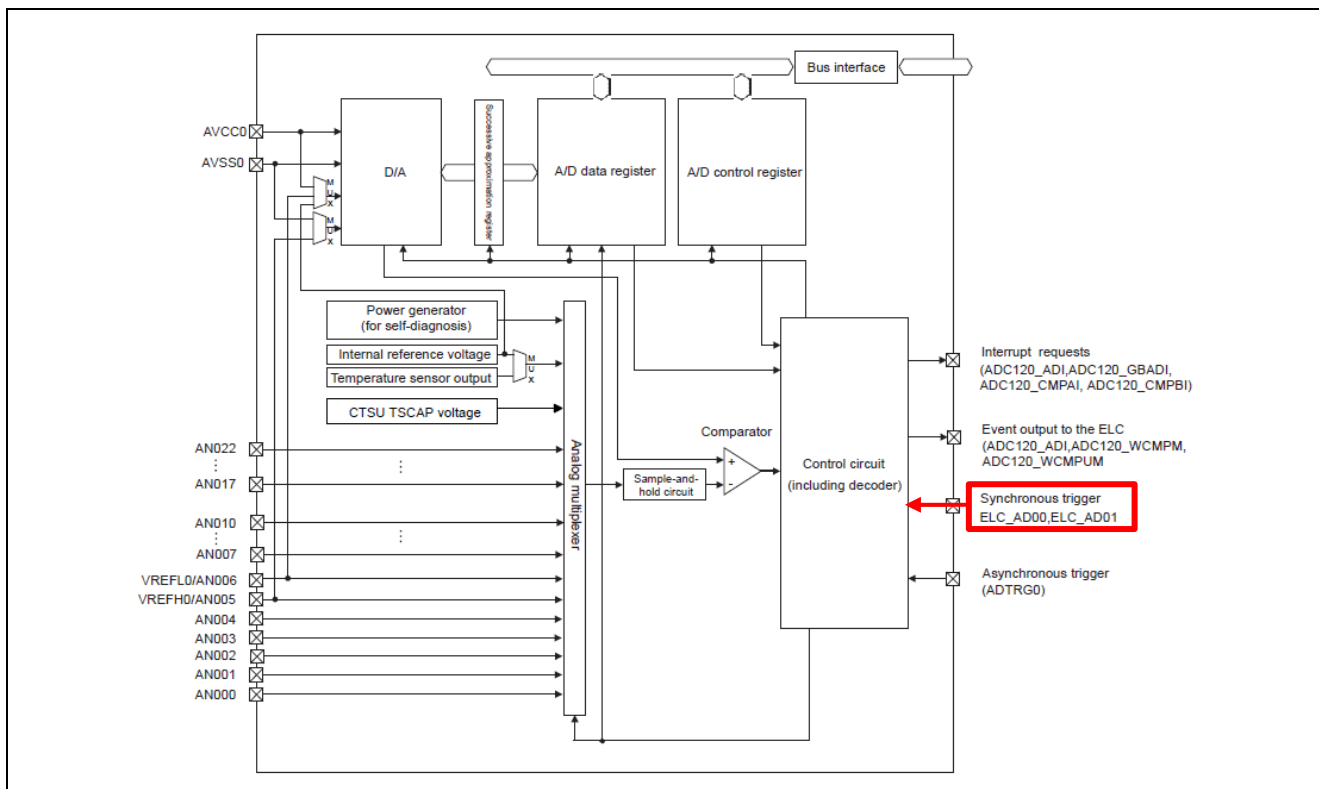 Bus interface
AVCC0
AVSS0
M
U
X
M
U
X
D/A
Successive approximation register
A/D data register
A/D control register
Power generator
(for self-diagnosis)
Internal reference voltage
Temperature sensor output
M
U
X
CTSU TSCAP voltage
AN022
⋮
AN017
AN010
⋮
AN007
VREFL0/AN006
VREFH0/AN005
AN004
AN003
AN002
AN001
AN000
⋮
⋮
Analog multiplexer
Sample-and-
hold circuit
Comparator
+
-
Control circuit
(including decoder)
Interrupt requests
(ADC120_ADI,ADC120_GBADI,
ADC120_CMPAI, ADC120_CMPBI)
Event output to the ELC
(ADC120_ADI,ADC120_WCMPM,
ADC120_WCMPUM
Synchronous trigger
ELC_AD00,ELC_AD01
Asynchronous trigger
(ADTRG0)